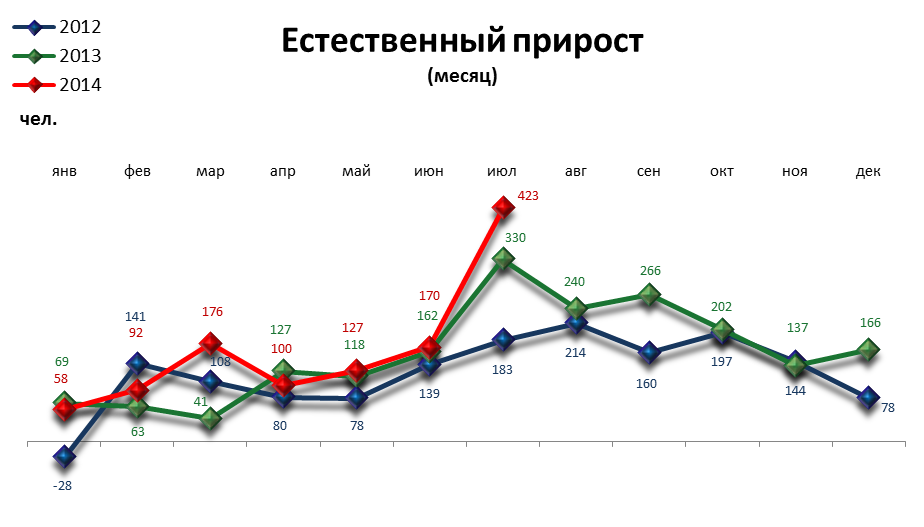 2012
2013
2014
Естественный прирост
(месяц)
чел.
янв фев мар апр май июн июл авг сен окт ноя дек
423
330
266
240
176 170 202
141 127 127 162 137 166
92 100 118
69 108 214 197
58 183 160 144
41 139 78
63 80 78
-28